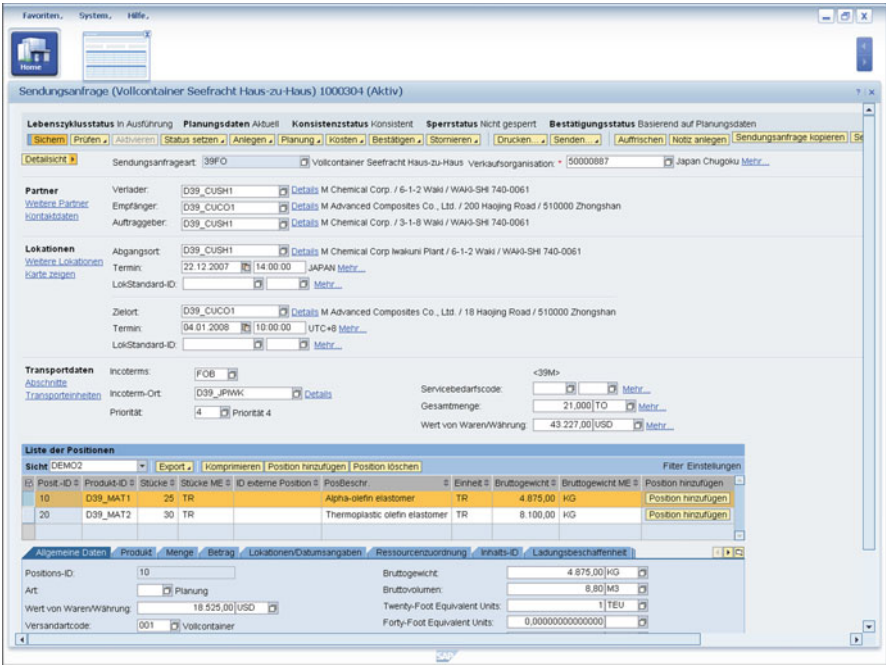 Favoriten System Hilfe
Home
Sendungsanfrage (Vollcontainer Seefracht Haus-zu-Haus) 1000304 (Aktiv)
Lebenszyklusstatus In Ausführung Planungsdaten Aktuell Konsistenzstatus Konsistent Sperrstatus Nicht gesperrt Bestätigungsstatus Basierend auf Planungsdaten
Sichern Prüfen Aktivieren Status setzen Anlegen Planung Kosten Bestätigen Stornieren Drucken... Senden... Auffrischen Notiz anlegen Sendungsanfrage kopieren Se
Detailsicht Sendungsanfrageart: 39FO Vollcontainer Seefracht Haus-zu-Haus Verkaufsorganisation: * 50000887 Japan Chugoku Mehr...
Partner Verlader: D39_CUSH1 Details M Chemical Corp. / 6-1-2 Waki / WAKI-SHI 740-0061
Weitere Partner Empfänger: D39_CUCO1 Details M Advanced Composites Co., Ltd. / 200 Haojing Road / 510000 Zhongshan
Kontaktdaten Auftraggeber: D39_CUSH1 Details M Chemical Corp. / 3-1-8 Waki / WAKI-SHI 740-0061
Lokationen Abgangsort: D39_CUSH1 Details M Chemical Corp Iwakuni Plant / 6-1-2 Waki / WAKI-SHI 740-0061
Weitere Lokationen Termin: 22.12.2007 14:00:00 JAPAN Mehr...
Karte zeigen LokStandard-ID: Mehr...
Zielort: D39_CUCO1 Details M Advanced Composites Co., Ltd. / 18 Haojing Road / 510000 Zhongshan
Termin: 04.01.2008 10:00:00 UTC+8 Mehr...
LokStandard-ID: Mehr...
Transportdaten Incoterms: FOB <39M>
Abschnitte
Transporteinheiten Incoterm-Ort: D39_JPIWK Details Servicebedarfscode: Mehr...
Priorität: 4 Priorität 4 Gesamtmenge: 21,000 TO Mehr...
Wert von Waren/Währung: 43.227,00 USD Mehr...
Liste der Positionen
Sicht DEMO2 Export Komprimieren Position hinzufügen Position löschen Filter Einstellungen
Posit.-ID Produkt-ID Stücke Stücke ME ID externe Position PosBeschr. Einheit Bruttogewicht Bruttogewicht ME Position hinzufügen
10 D39_MAT1 25 TR Alpha-olefin elastomer TR 4.875,00 KG Position hinzufügen
20 D39_MAT2 30 TR Thermoplastic olefin elastomer TR 8.100,00 KG Position hinzufügen
Allgemeine Daten Produkt Menge Betrag Lokationen/Datumsangaben Ressourcenzuordnung Inhalts-ID Ladungsbeschaffenheit
Positions-ID: 10 Bruttogewicht: 4.875,00 KG
Art: Planung Bruttovolumen: 8,80 M3
Wert von Waren/Währung: 18.525,00 USD Twenty-Foot Equivalent Units: 1 TEU
Versandartcode: 001 Vollcontainer Forty-Foot Equivalent Units: 0,00000000000000
SAP